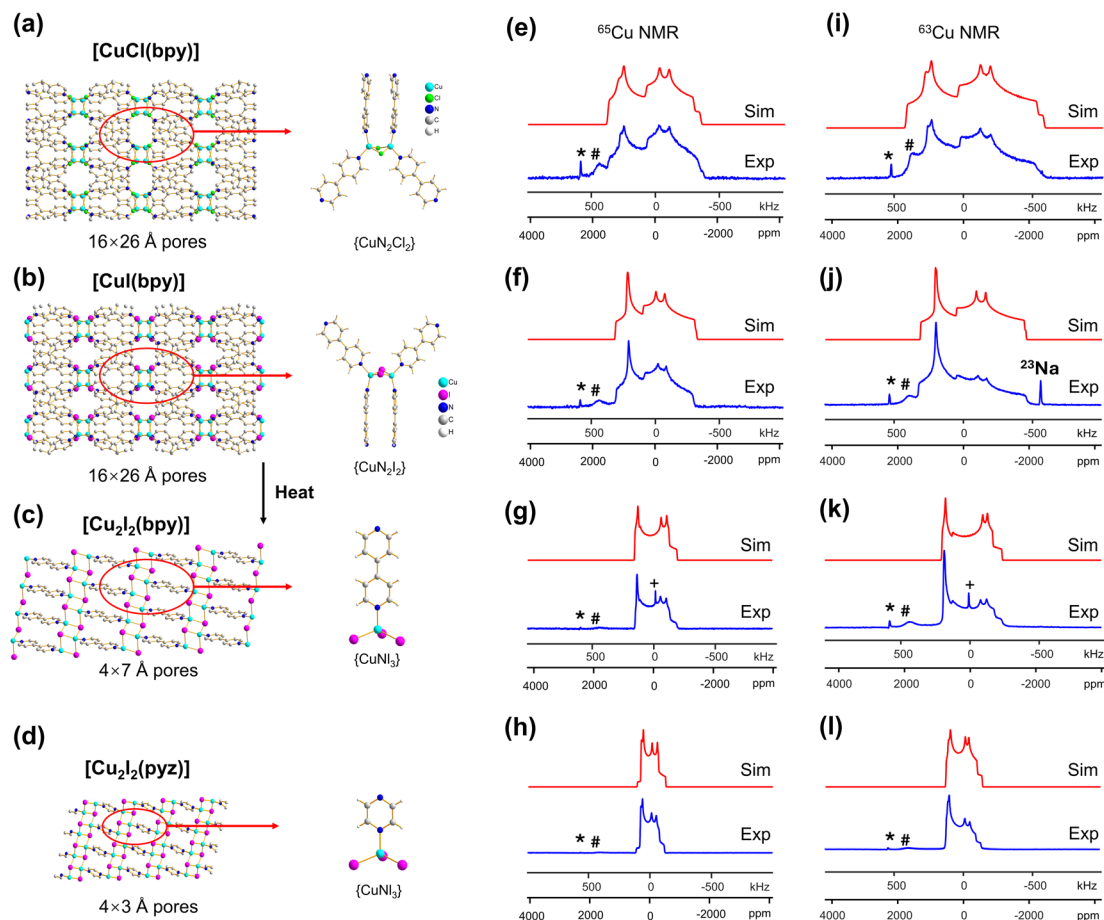 (a)
[CuCl(bpy)]
Cu
Cl
N
C
H
16×26 Å pores
{CuN₂Cl₂}
(b)
[CuI(bpy)]
Cu
I
N
C
H
16×26 Å pores
{CuN₂I₂}
Heat
(c)
[Cu₂I₂(bpy)]
4×7 Å pores
{CuNI₃}
(d)
[Cu₂I₂(pyz)]
4×3 Å pores
{CuNI₃}
(e)
⁶⁵Cu NMR
Sim
* #
Exp
500 0 -500 kHz
4000 2000 0 -2000 ppm
(f)
Sim
* #
Exp
500 0 -500 kHz
4000 2000 0 -2000 ppm
(g)
Sim
+
* #
Exp
500 0 -500 kHz
4000 2000 0 -2000 ppm
(h)
Sim
* #
Exp
500 0 -500 kHz
4000 2000 0 -2000 ppm
(i)
⁶³Cu NMR
Sim
* #
Exp
500 0 -500 kHz
4000 2000 0 -2000 ppm
(j)
Sim
²³Na
* #
Exp
500 0 -500 kHz
4000 2000 0 -2000 ppm
(k)
Sim
+
* #
Exp
500 0 -500 kHz
4000 2000 0 -2000 ppm
(l)
Sim
* #
Exp
500 0 -500 kHz
4000 2000 0 -2000 ppm